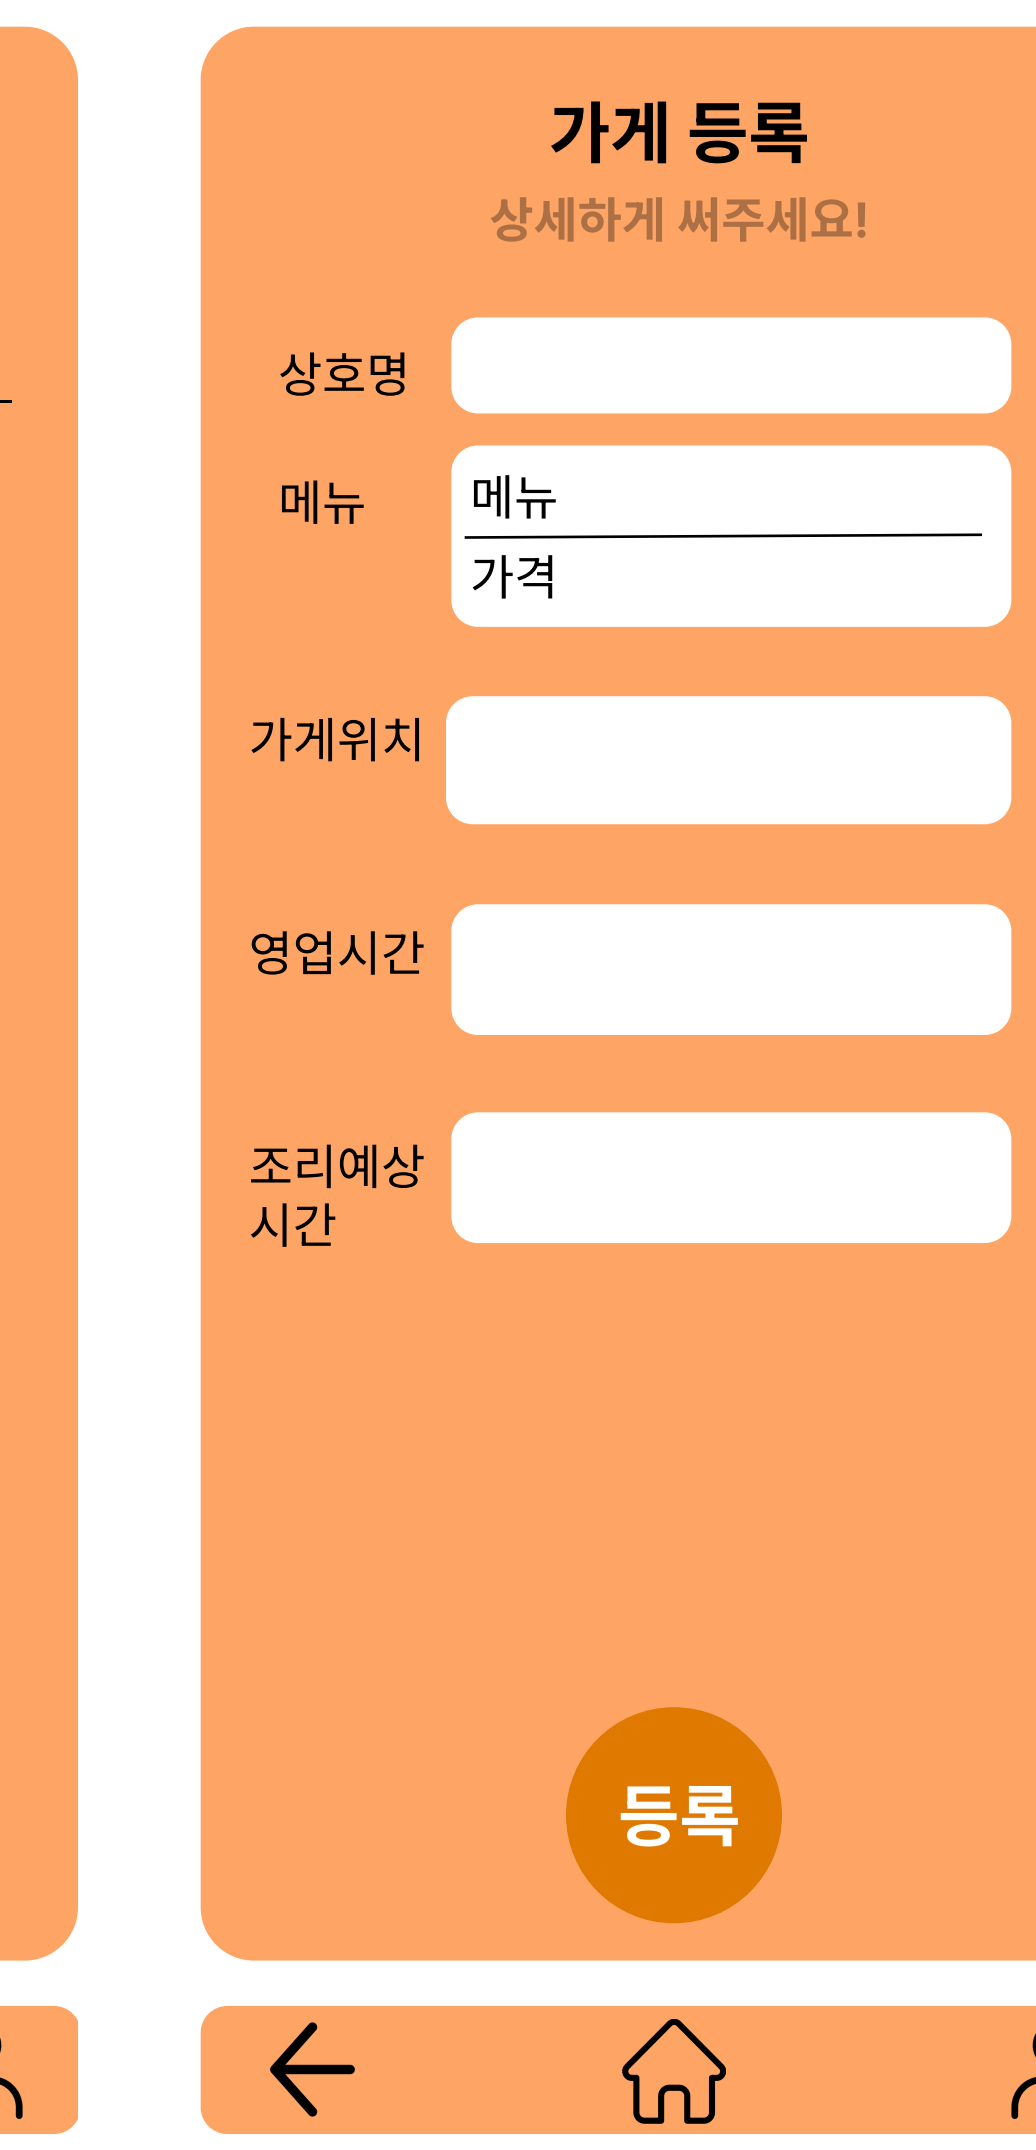 가게 등록
상세하게 써주세요!
상호명
메뉴
메뉴
가격
가게위치
영업시간
조리예상
시간
등록